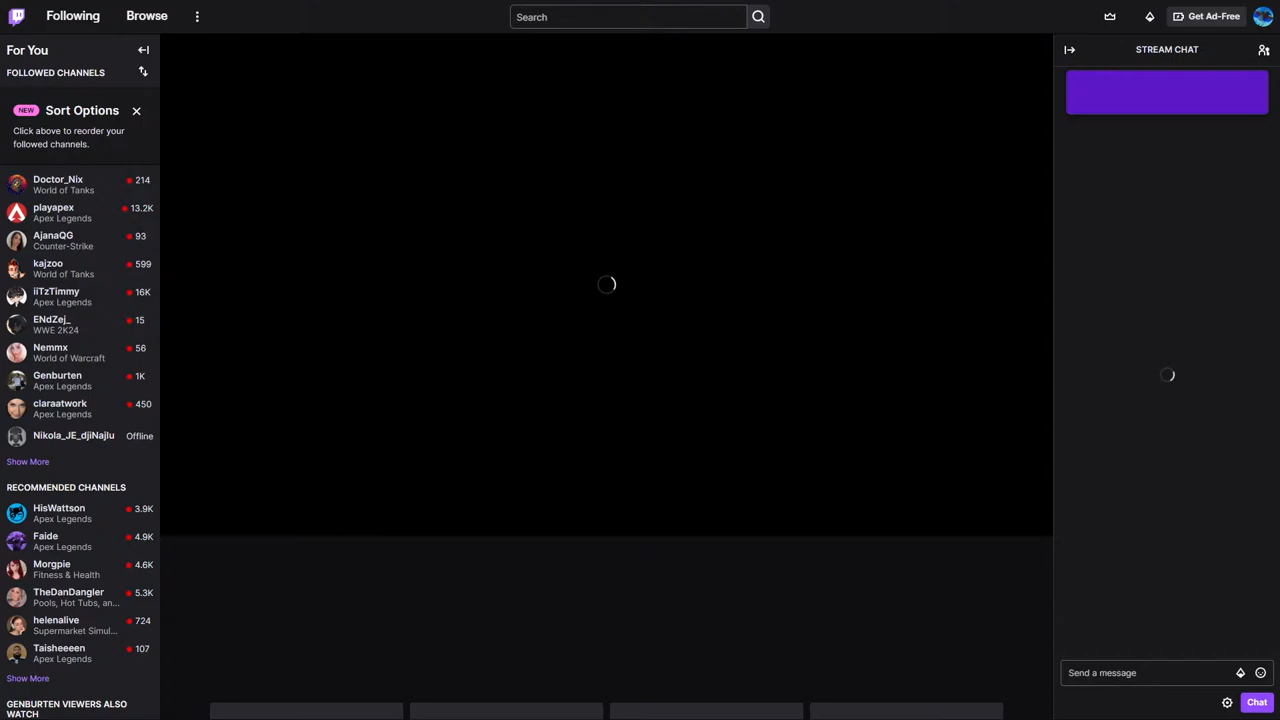 Following
Browse
Search
Get Ad-Free
For You
FOLLOWED CHANNELS
NEW Sort Options
Click above to reorder your
followed channels.
Doctor_Nix 214
World of Tanks
playapex 13.2K
Apex Legends
AjanaQG 93
Counter-Strike
kajzoo 599
World of Tanks
iiTzTimmy 16K
Apex Legends
ENdZej_ 15
WWE 2K24
Nemmx 56
World of Warcraft
Genburten 1K
Apex Legends
claraatwork 450
Apex Legends
Nikola_JE_djiNajlu Offline
Show More
RECOMMENDED CHANNELS
HisWattson 3.9K
Apex Legends
Faide 4.9K
Apex Legends
Morgpie 4.6K
Fitness & Health
TheDanDangler 5.3K
Pools, Hot Tubs, an...
helenalive 724
Supermarket Simul...
Taisheeeen 107
Apex Legends
Show More
GENBURTEN VIEWERS ALSO
WATCH
STREAM CHAT
Send a message
Chat